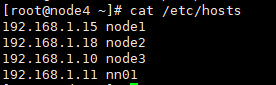 [root@node4 ~]# cat /etc/hosts
192.168.1.15 node1
192.168.1.18 node2
192.168.1.10 node3
192.168.1.11 nn01